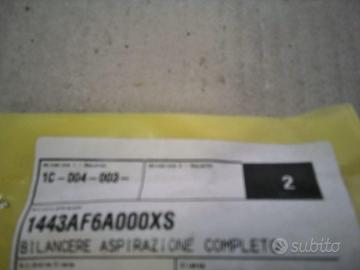 1C-004-003-
2
1443AF6A000XS
BILANCERE ASPIRAZIONE COMPLETO
subito